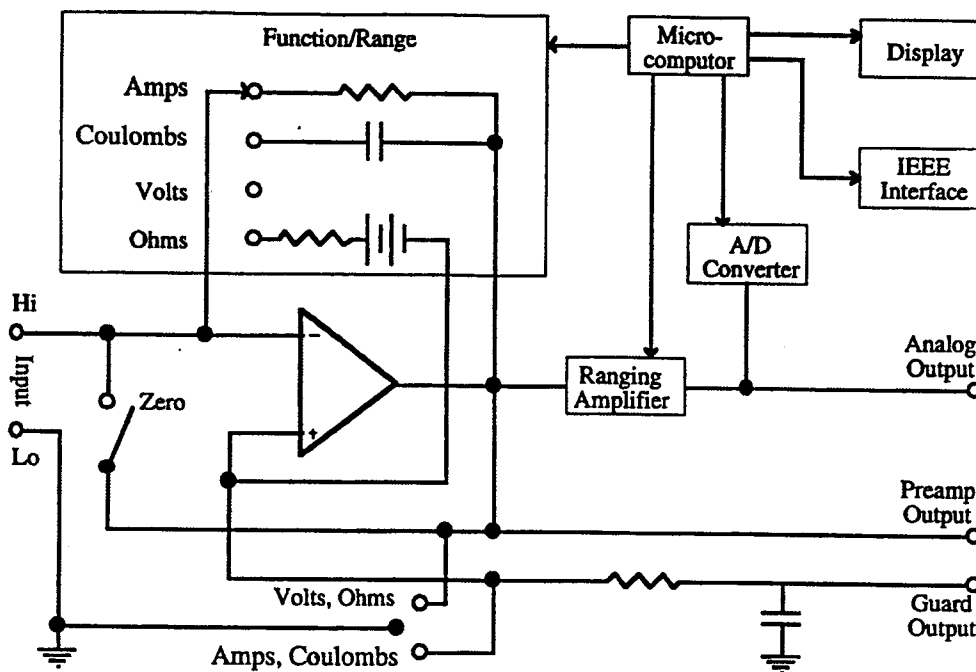 Function/Range
Amps
Coulombs
Volts
Ohms
Micro-
computor
Display
IEEE
Interface
A/D
Converter
Hi
Input
Lo
Zero
-
+
Ranging
Amplifier
Analog
Output
Preamp
Output
Guard
Output
Volts, Ohms
Amps, Coulombs